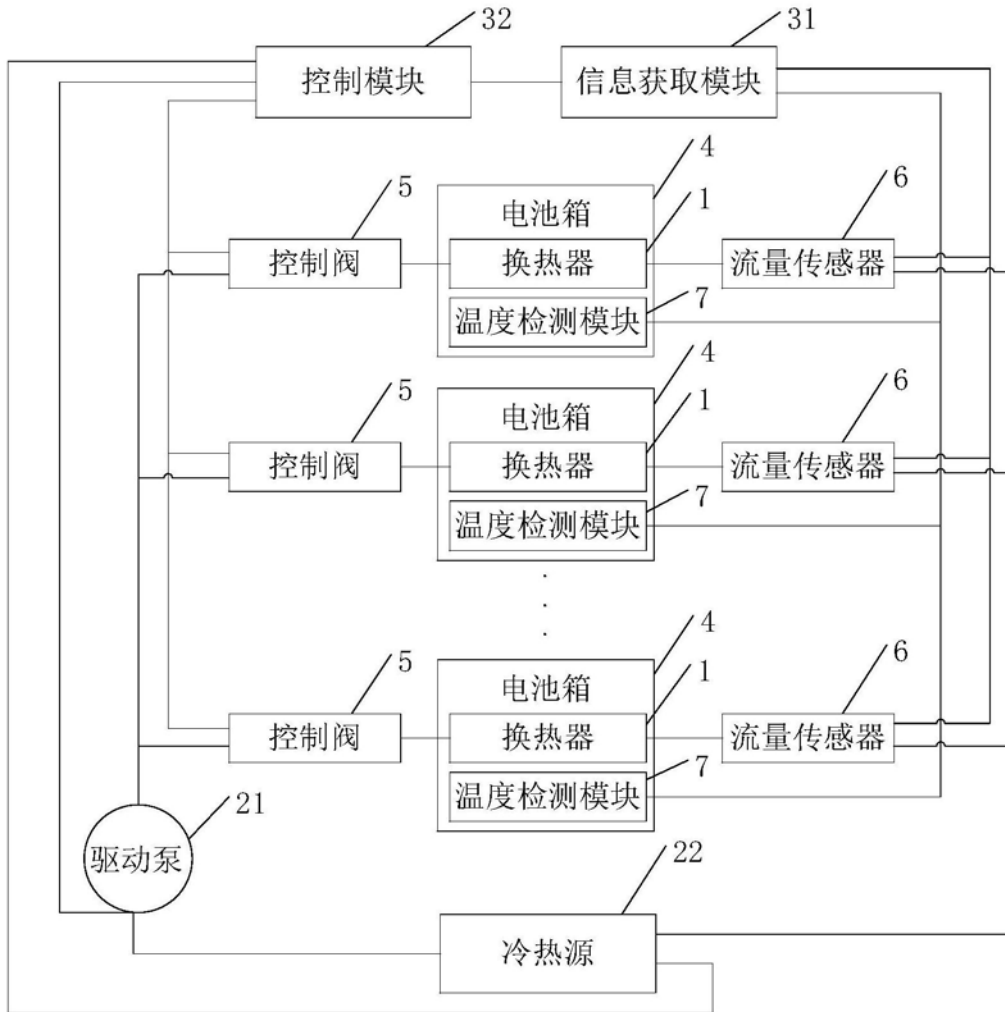 32
31
控制模块
信息获取模块
4
5
1
6
电池箱
控制阀
换热器
流量传感器
7
温度检测模块
4
5
1
6
电池箱
控制阀
换热器
流量传感器
7
温度检测模块
·
·
·
4
5
1
6
电池箱
控制阀
换热器
流量传感器
7
温度检测模块
21
驱动泵
22
冷热源